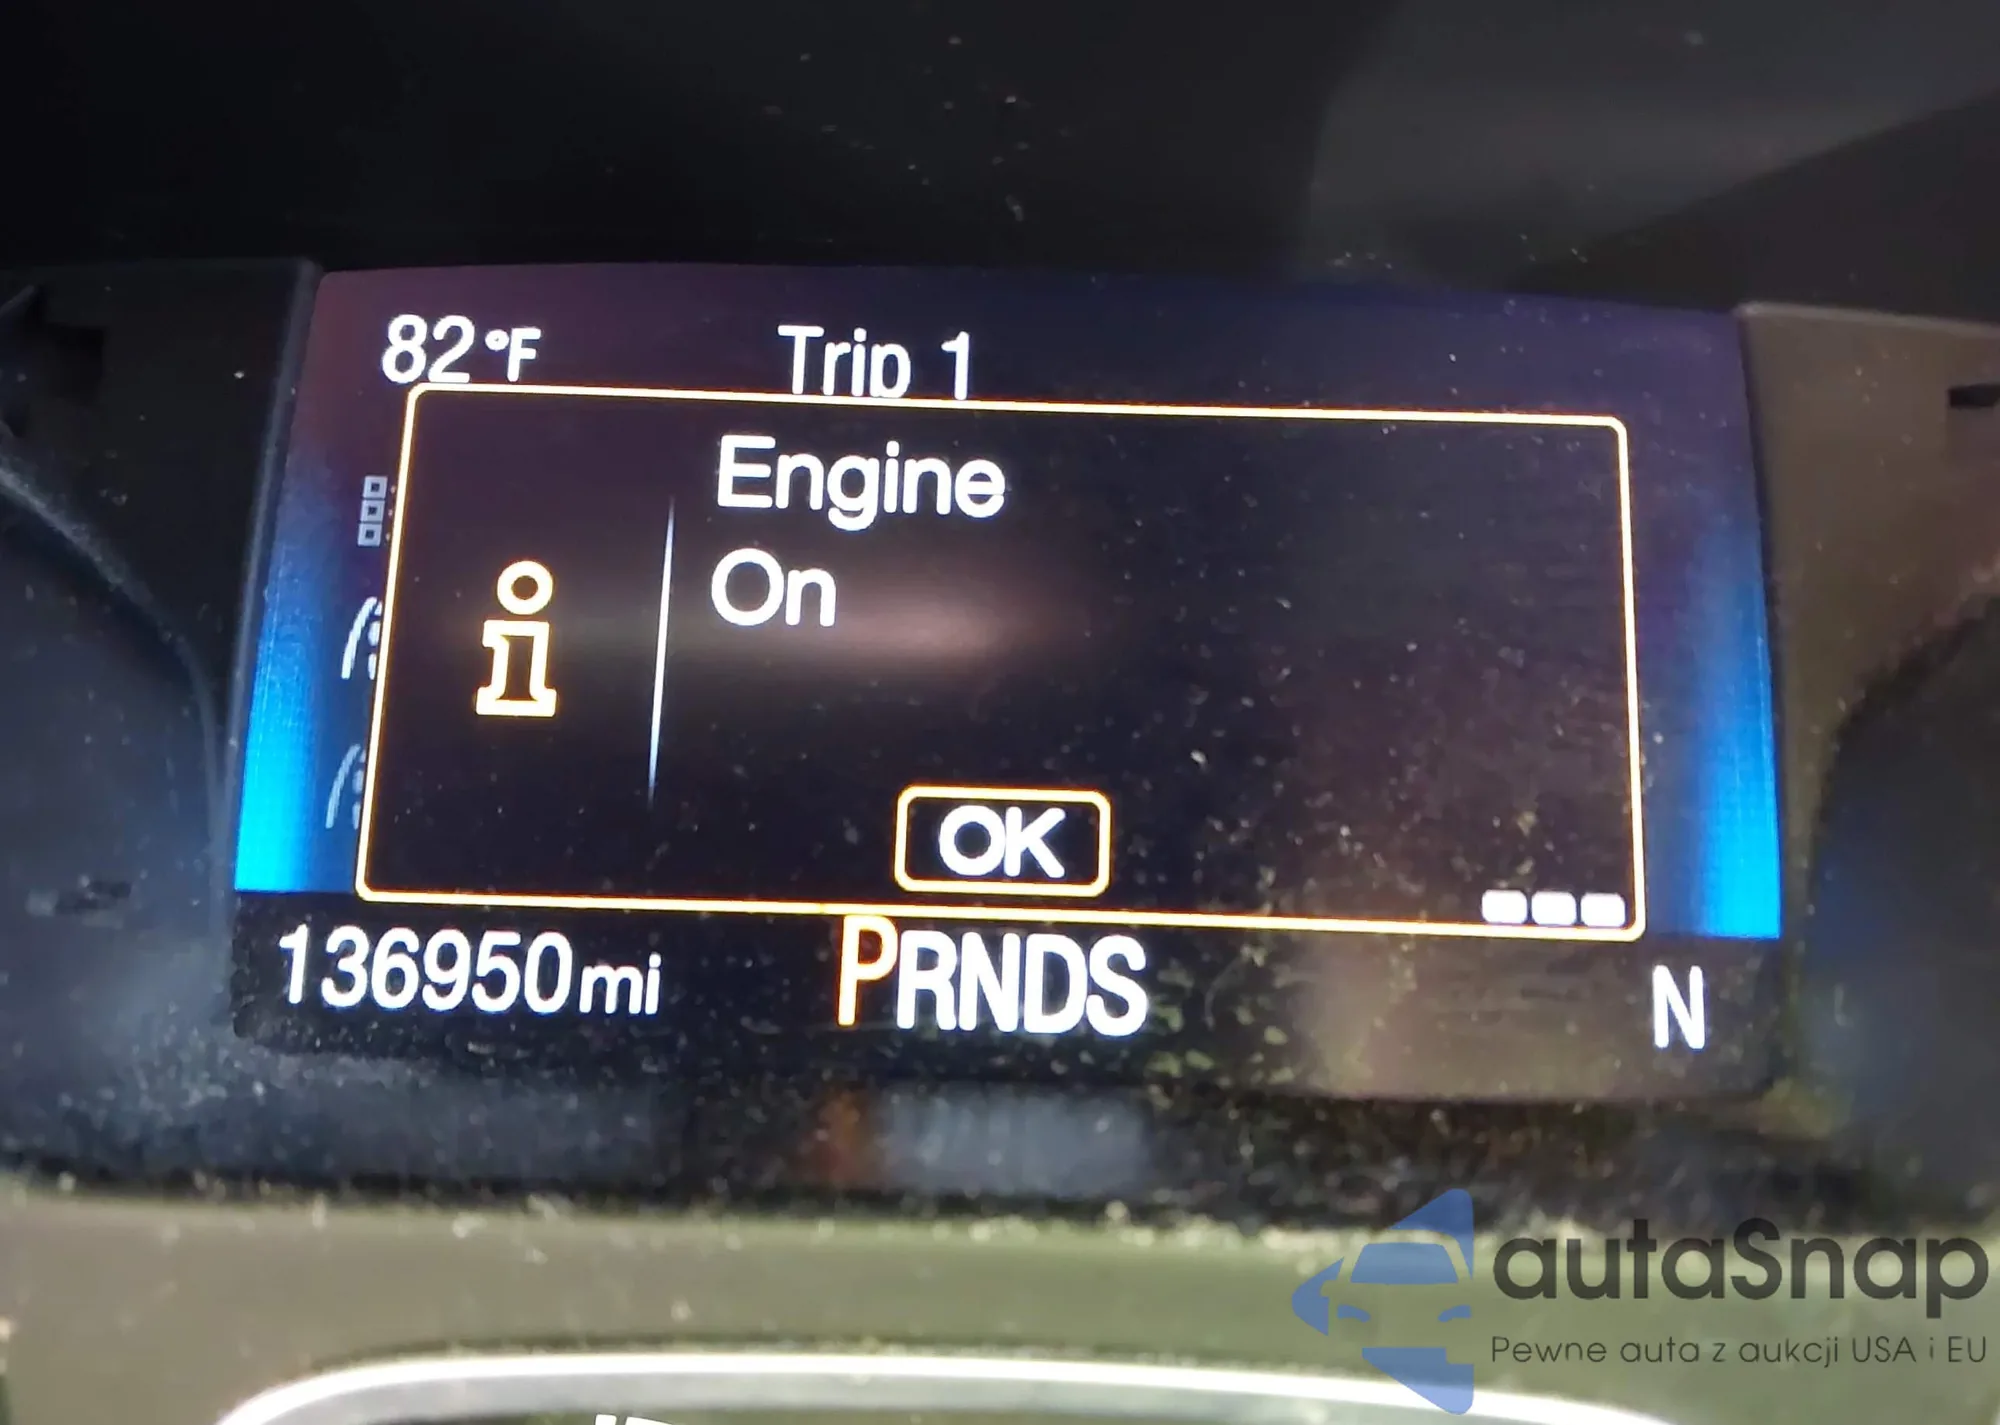 82°F Trip 1
Engine
On
OK
136950mi PRNDS N
autaSnap
Pewne auta z aukcji USA i EU